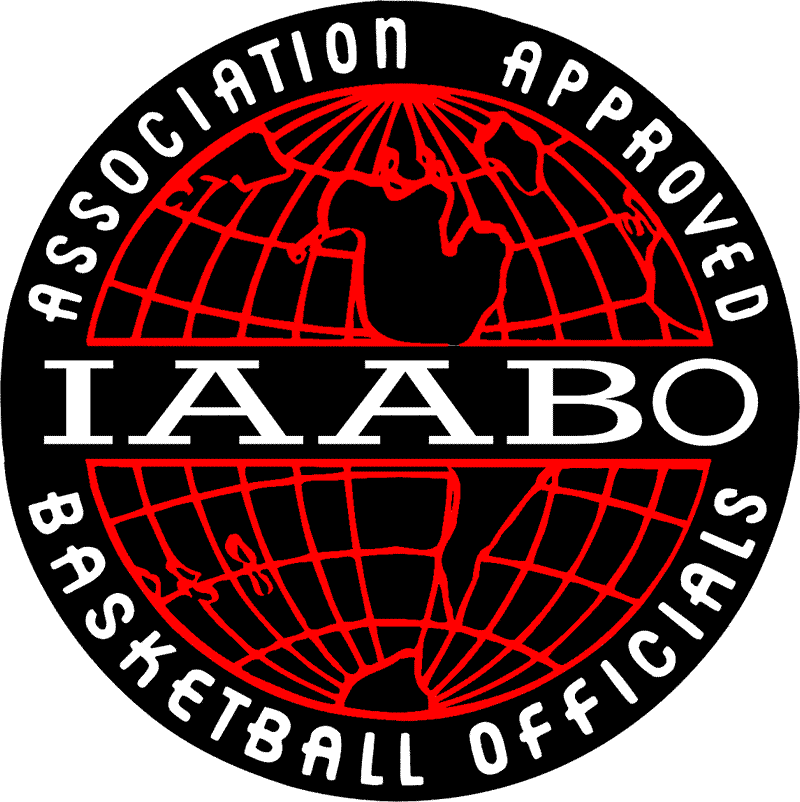 ASSOCIATION APPROVED
IAABO
BASKETBALL OFFICIALS